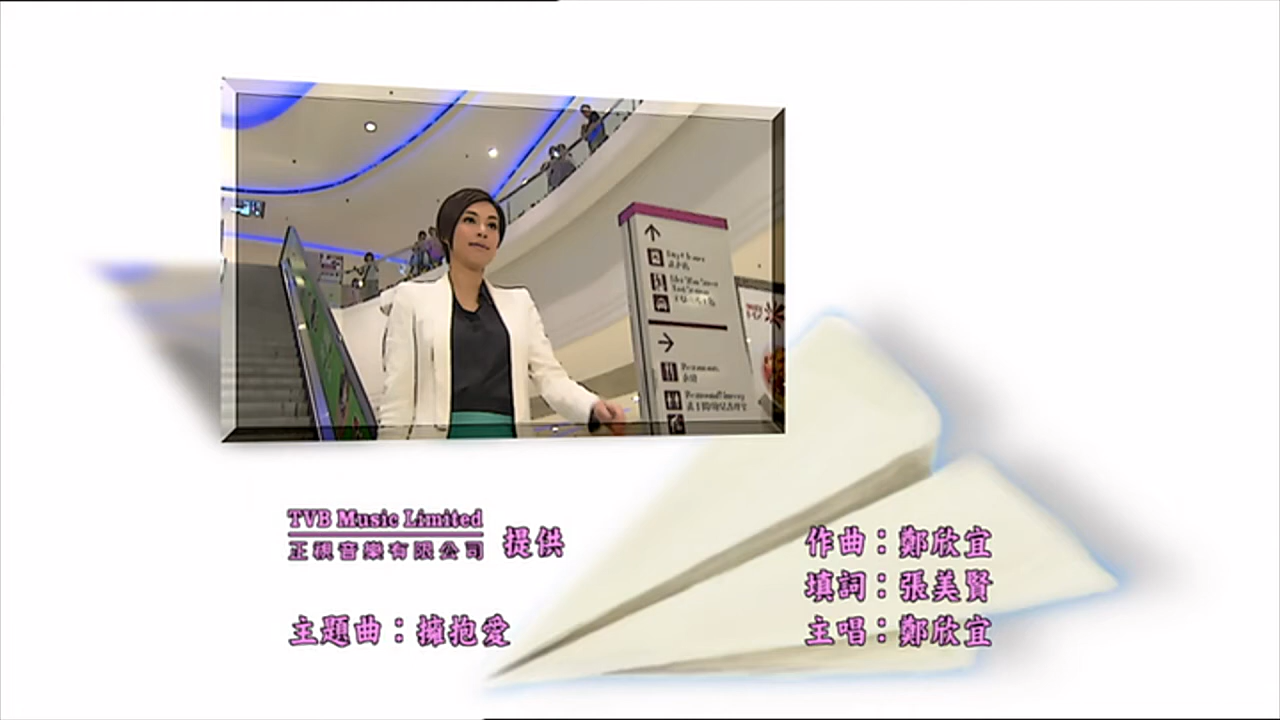 TVB Music Limited
正視音樂有限公司 提供
主題曲：擁抱愛
作曲：鄭欣宜
填詞：張美賢
主唱：鄭欣宜